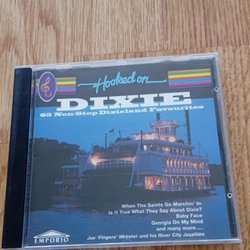 Hooked on
DIXIE
65 Non-Stop Dixieland Favourites
When The Saints Go Marchin' In
Is It True What They Say About Dixie?
Baby Face
Georgia On My Mind
and many more.....
Joe 'Fingers' Webster and his River City Jazzmen
EMPORIO